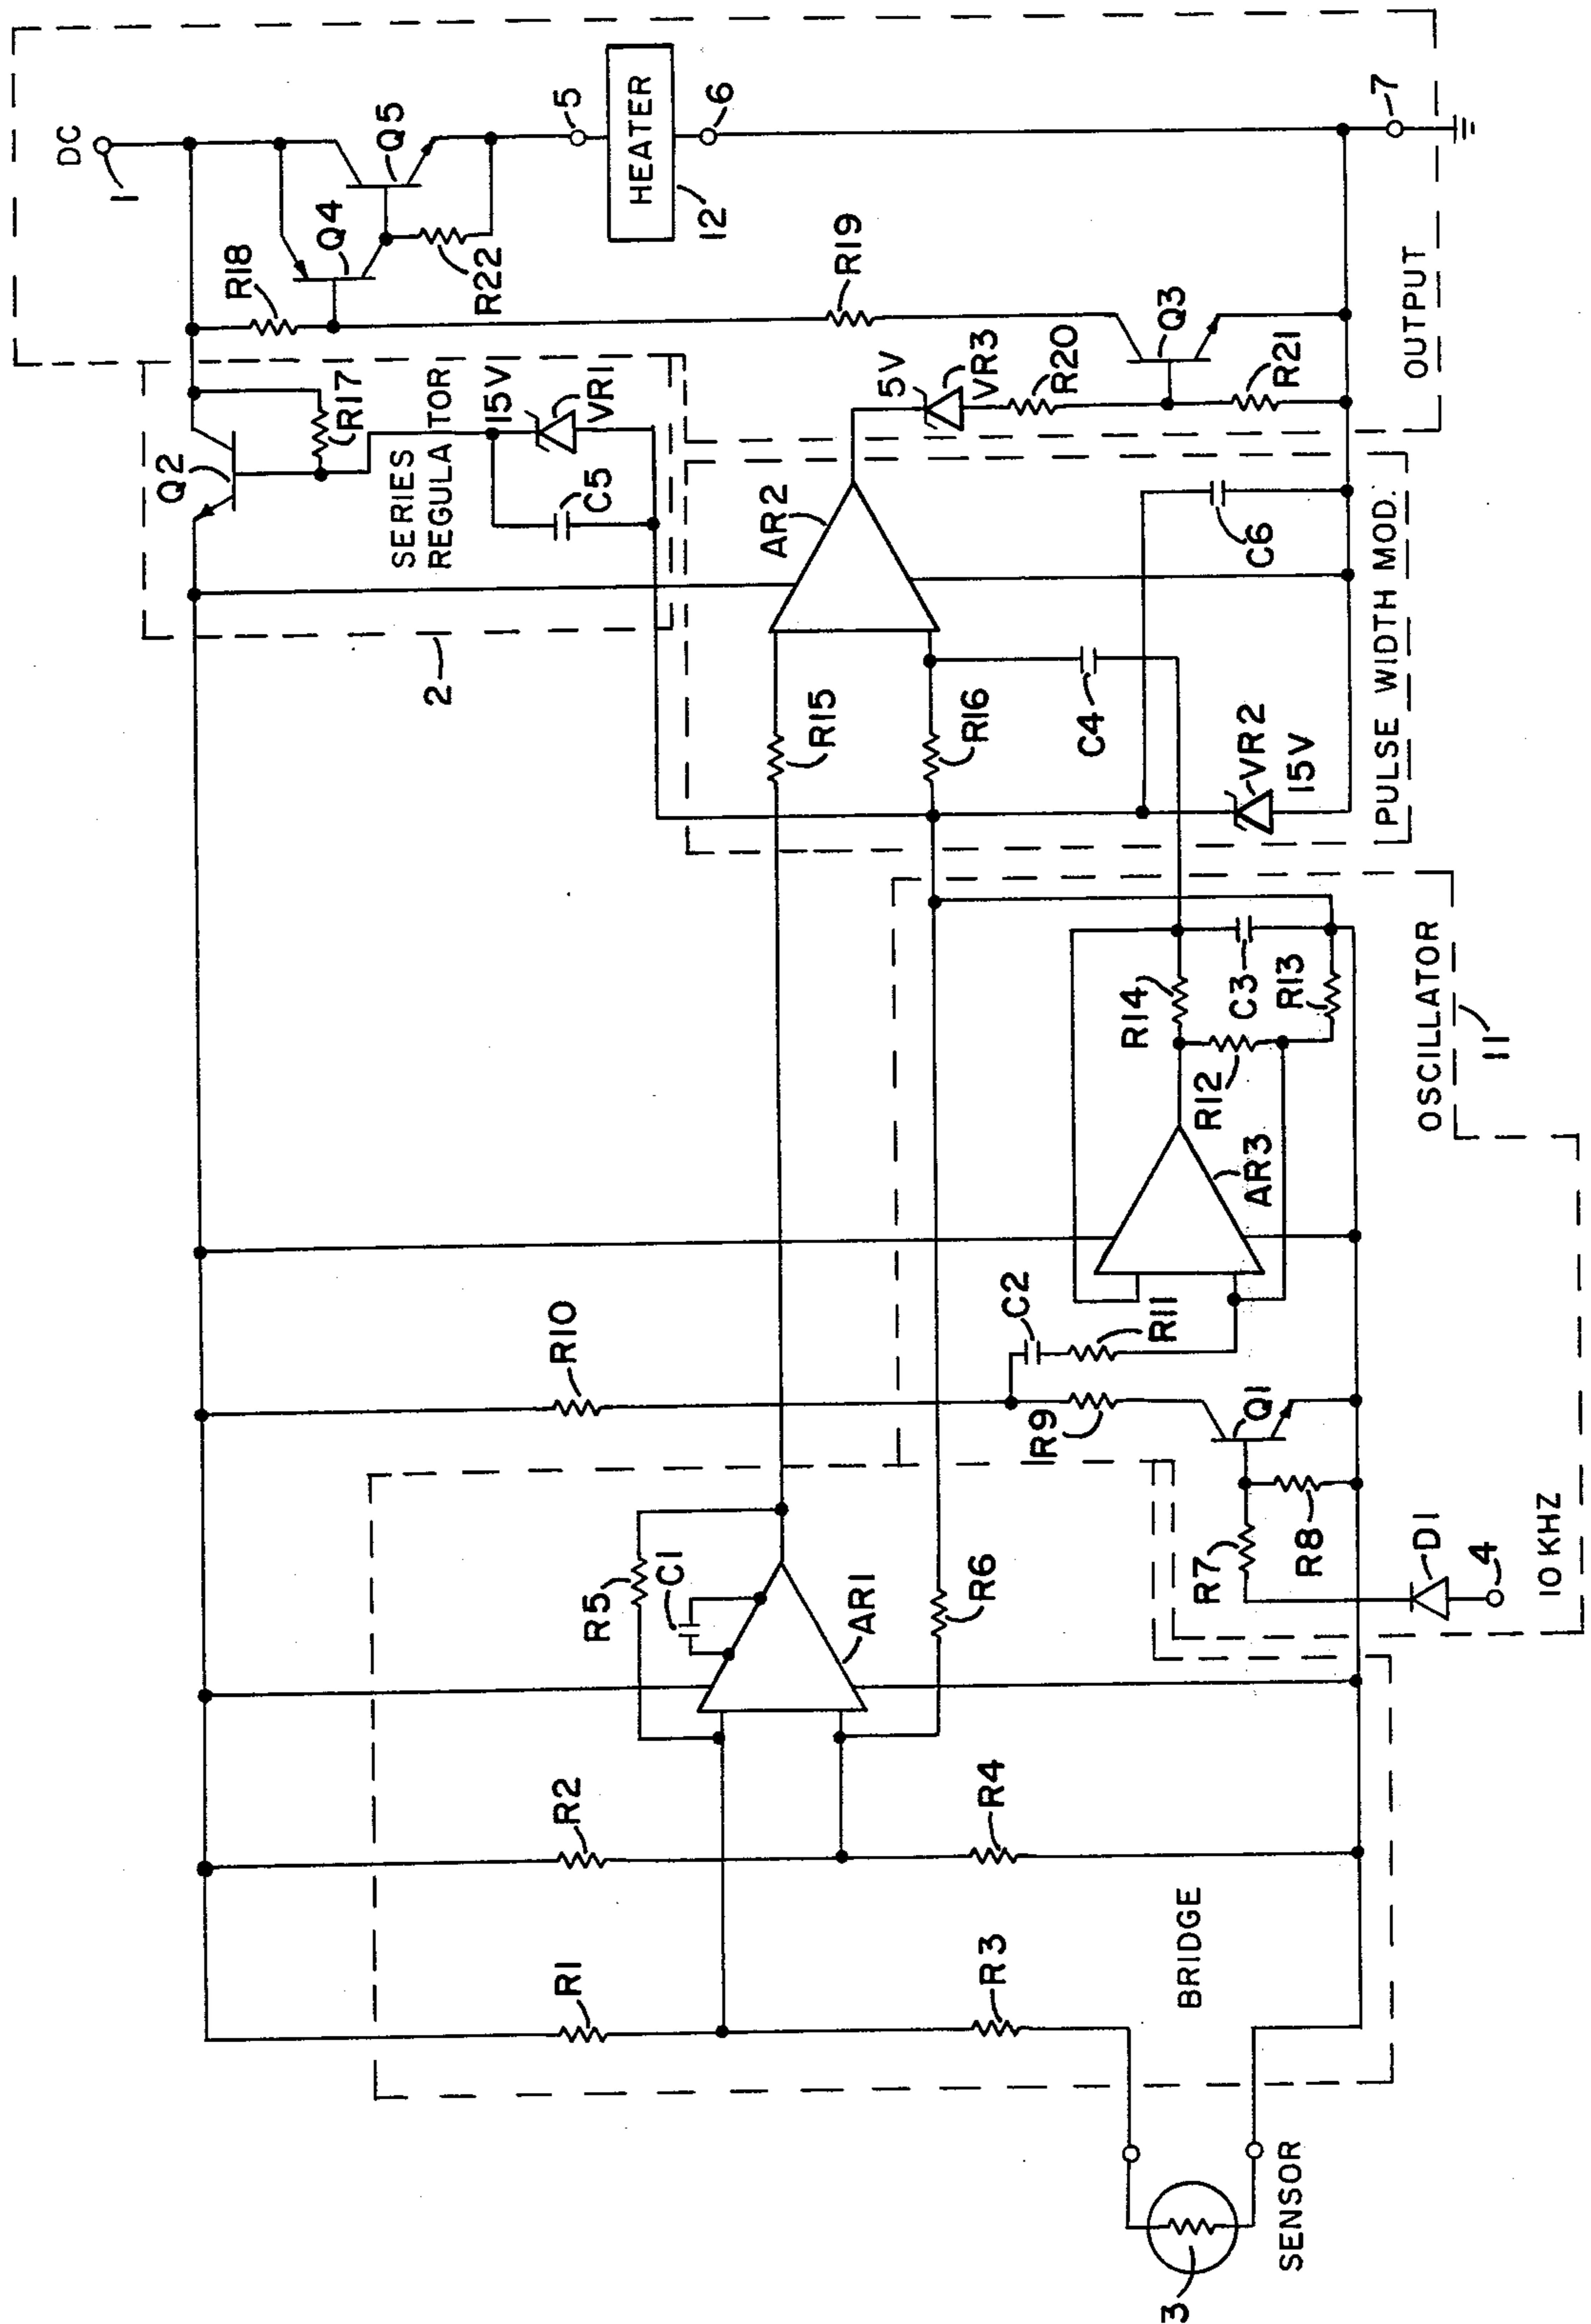 DC
1
Q5
Q4
R18
R22
5
HEATER
12
6
7
R19
Q3
OUTPUT
Q2
R17
SERIES
REGULATOR
15V
VR1
C5
2
5V
VR3
R20
R21
AR2
R15
R16
C4
C6
VR2
15V
PULSE WIDTH MOD.
R10
C2
R11
R9
Q1
R14
R12
C3
R13
AR3
OSCILLATOR
11
R5
C1
AR1
R6
R7
R8
D1
4
10KHZ
R2
R4
R1
R3
BRIDGE
SENSOR
3